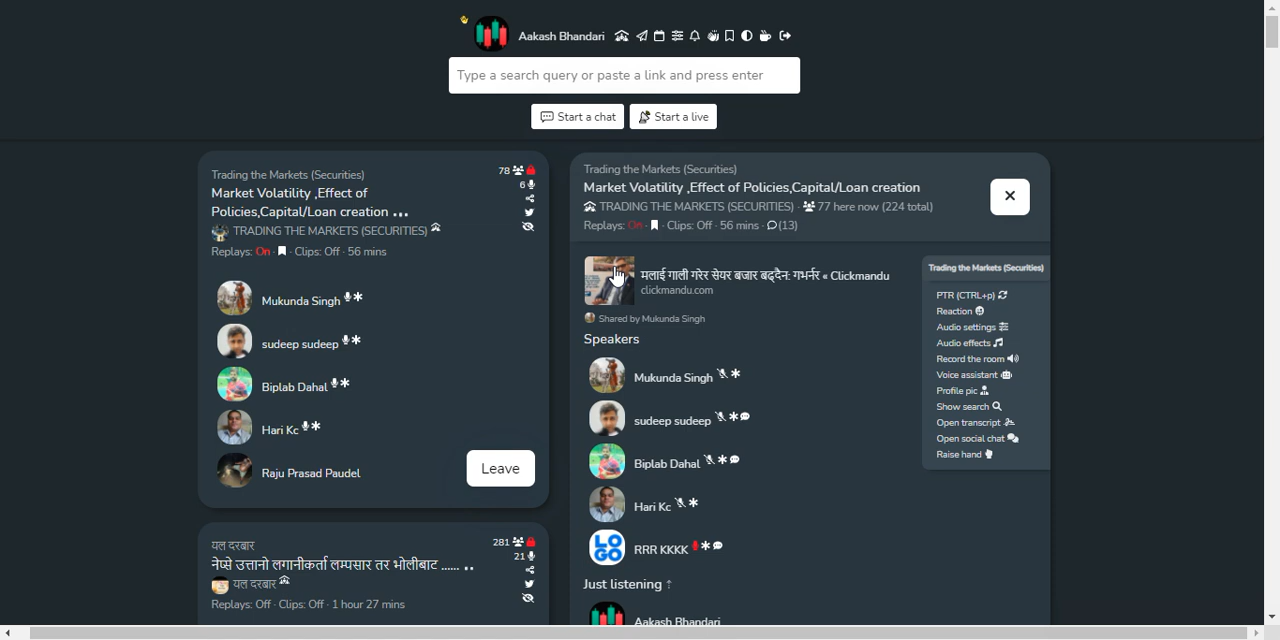 Aakash Bhandari
Type a search query or paste a link and press enter
Start a chat
Start a live
Trading the Markets (Securities)
78
Market Volatility ,Effect of
6
Policies,Capital/Loan creation ...
TRADING THE MARKETS (SECURITIES)
Replays: On · Clips: Off · 56 mins
Mukunda Singh
sudeep sudeep
Biplab Dahal
Hari Kc
Raju Prasad Paudel
Leave
यल दरबार
281
21
नेप्से उत्तानो लगानीकर्ता लम्पसार तर भोलीबाट ...... ..
यल दरबार
Replays: Off · Clips: Off · 1 hour 27 mins
Trading the Markets (Securities)
Market Volatility ,Effect of Policies,Capital/Loan creation
TRADING THE MARKETS (SECURITIES) · 77 here now (224 total)
Replays: On · Clips: Off · 56 mins · (13)
मलाई गाली गरेर सेयर बजार बढ्दैन: गभर्नर « Clickmandu
clickmandu.com
Shared by Mukunda Singh
Speakers
Mukunda Singh
sudeep sudeep
Biplab Dahal
Hari Kc
LO
GO
RRR KKKK
Just listening ↑
Aakash Bhandari
Trading the Markets (Securities)
PTR (CTRL+p)
Reaction
Audio settings
Audio effects
Record the room
Voice assistant
Profile pic
Show search
Open transcript
Open social chat
Raise hand